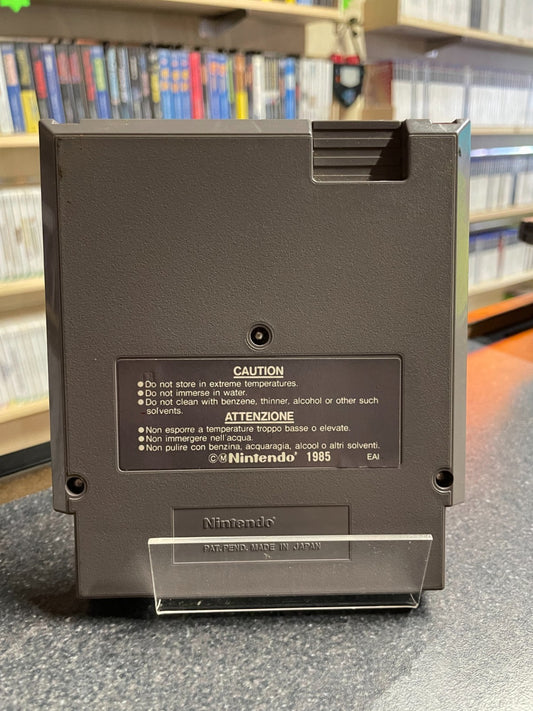 CAUTION
●Do not store in extreme temperatures.
●Do not immerse in water.
●Do not clean with benzene, thinner, alcohol or other such
solvents.
ATTENZIONE
●Non esporre a temperature troppo basse o elevate.
●Non immergere nell'acqua.
●Non pulire con benzina, acquaragia, alcool o altri solventi.
©ⓂNintendo® 1985 EAI
Nintendo®
PAT. PEND. MADE IN JAPAN